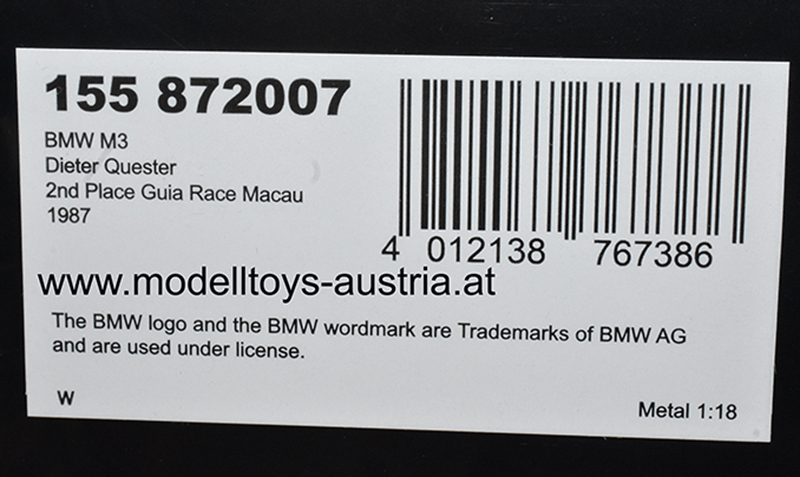 155 872007
BMW M3
Dieter Quester
2nd Place Guia Race Macau
1987
4 012138 767386
www.modelltoys-austria.at
The BMW logo and the BMW wordmark are Trademarks of BMW AG
and are used under license.
W
Metal 1:18